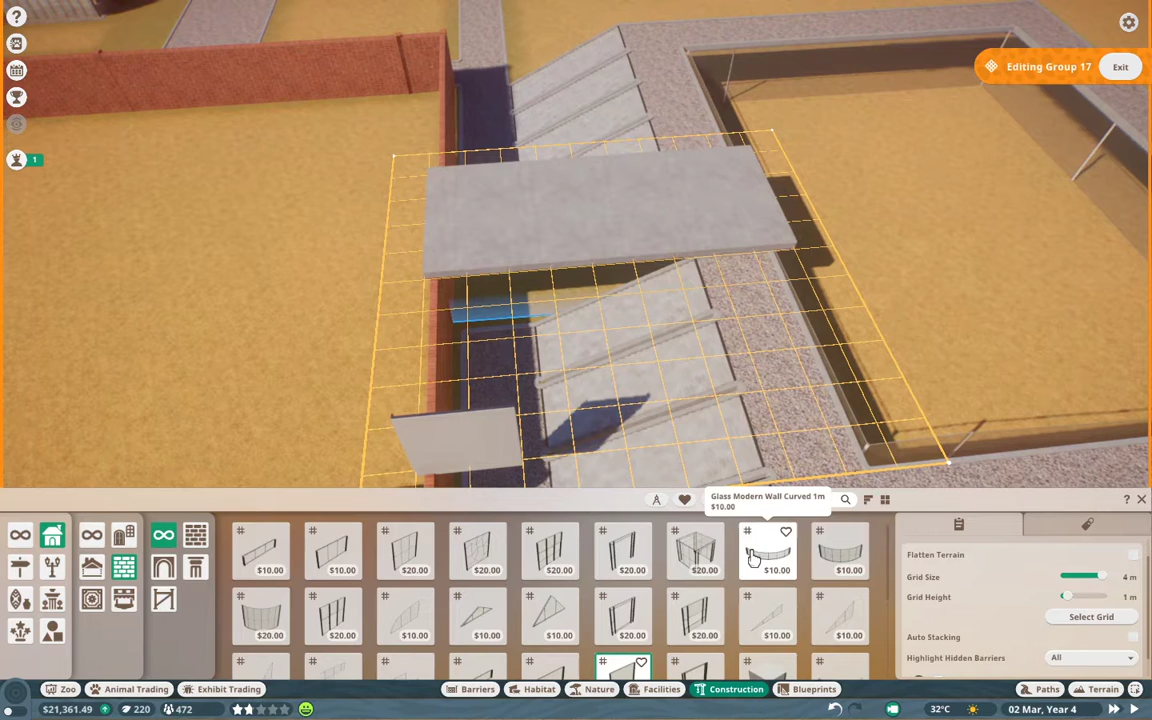 ?
Editing Group 17
Exit
1
Glass Modern Wall Curved 1m
$10.00
?
# $10.00
# $10.00
# $20.00
# $20.00
# $20.00
# $20.00
# $20.00
# $10.00
# $20.00
# $20.00
# $20.00
# $10.00
# $10.00
# $10.00
# $20.00
# $20.00
# $10.00
# $10.00
Flatten Terrain
Grid Size 4 m
Grid Height 1 m
Select Grid
Auto Stacking
Highlight Hidden Barriers All
Zoo
Animal Trading
Exhibit Trading
Barriers
Habitat
Nature
Facilities
Construction
Blueprints
Paths
Terrain
$21,361.49
220
472
32°C
02 Mar, Year 4